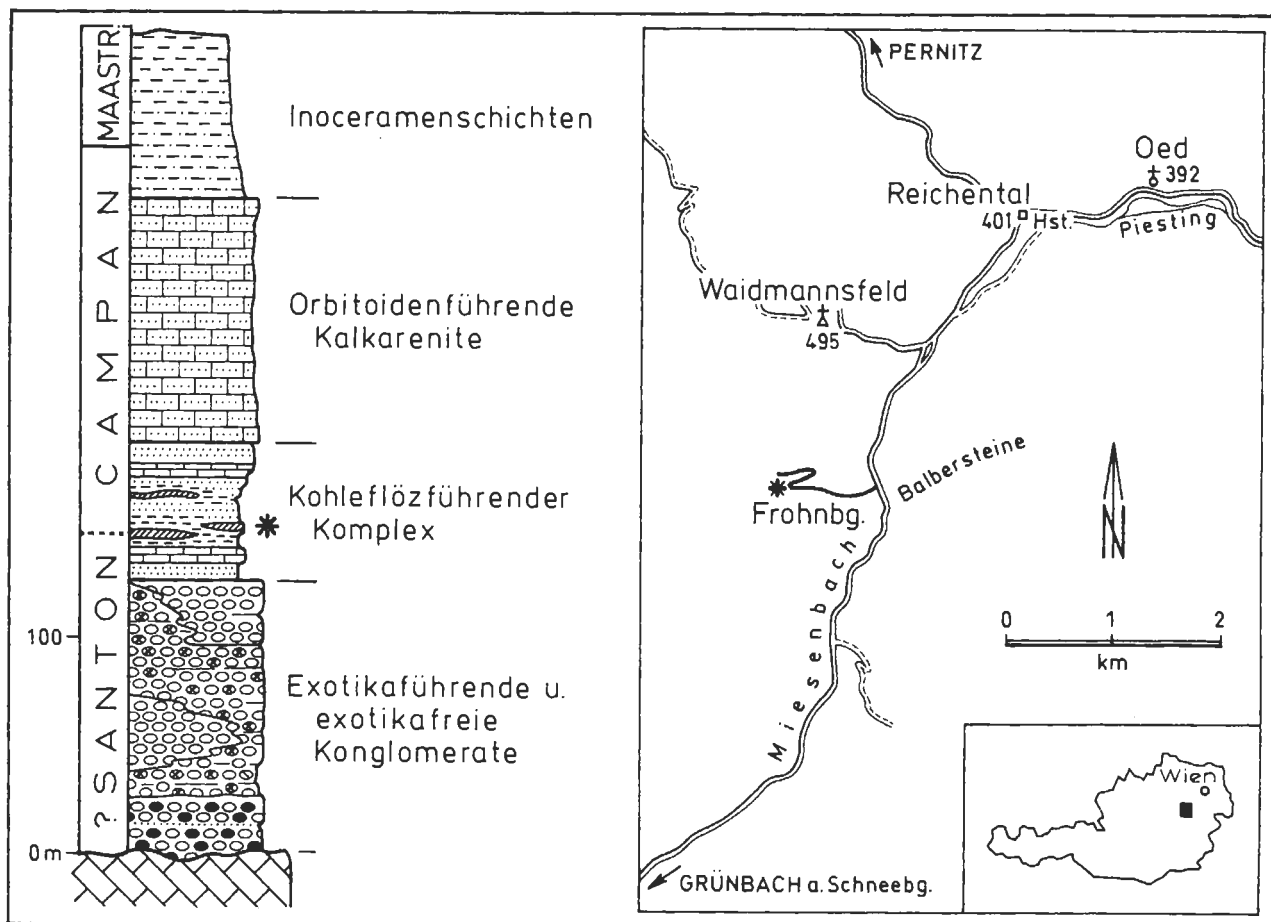 MAASTR.
CAMPAN
?SANTON
100
0m
Inoceramenschichten
Orbitoidenführende
Kalkarenite
Kohleflözführender
Komplex
Exotikaführende u.
exotikafreie
Konglomerate
PERNITZ
Oed
392
Reichental
401 Hst.
Piesting
Waidmannsfeld
495
Balbersteine
Frohnbg.
Miesenbach
N
0 1 2
km
Wien
GRÜNBACH a. Schneebg.